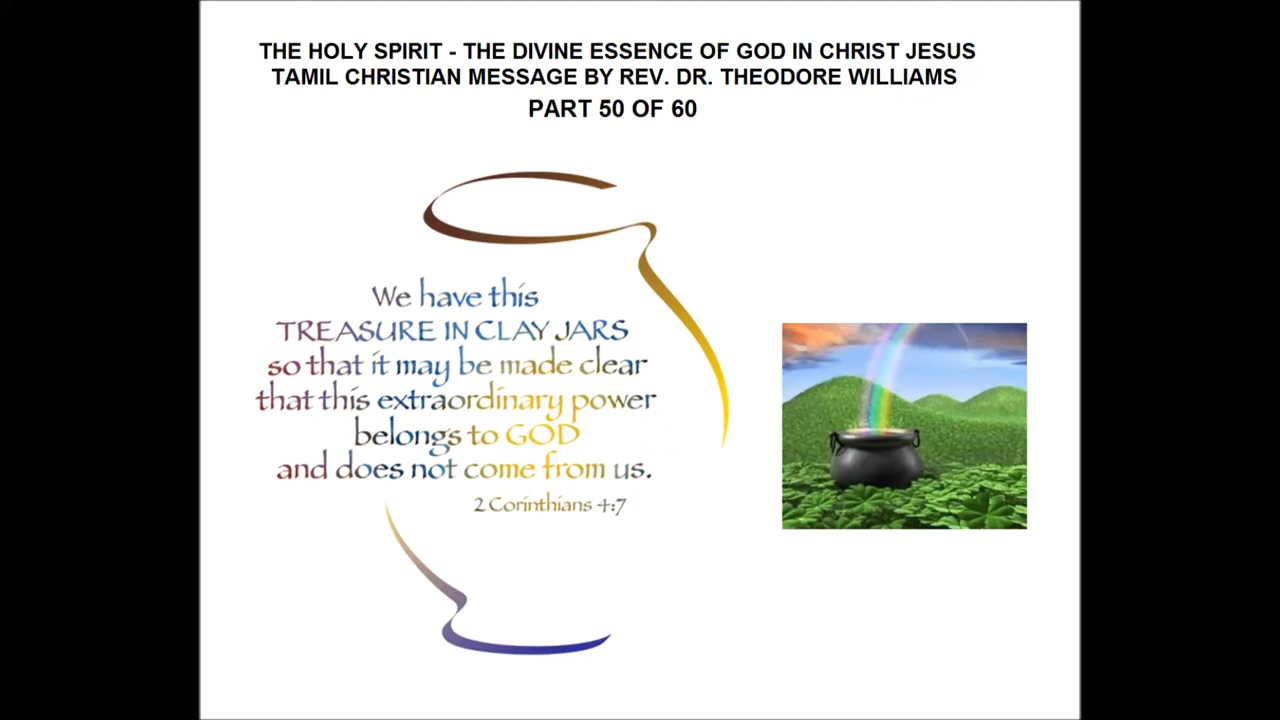 THE HOLY SPIRIT - THE DIVINE ESSENCE OF GOD IN CHRIST JESUS
TAMIL CHRISTIAN MESSAGE BY REV. DR. THEODORE WILLIAMS
PART 50 OF 60
We have this
TREASURE IN CLAY JARS
so that it may be made clear
that this extraordinary power
belongs to GOD
and does not come from us.
2 Corinthians 4:7